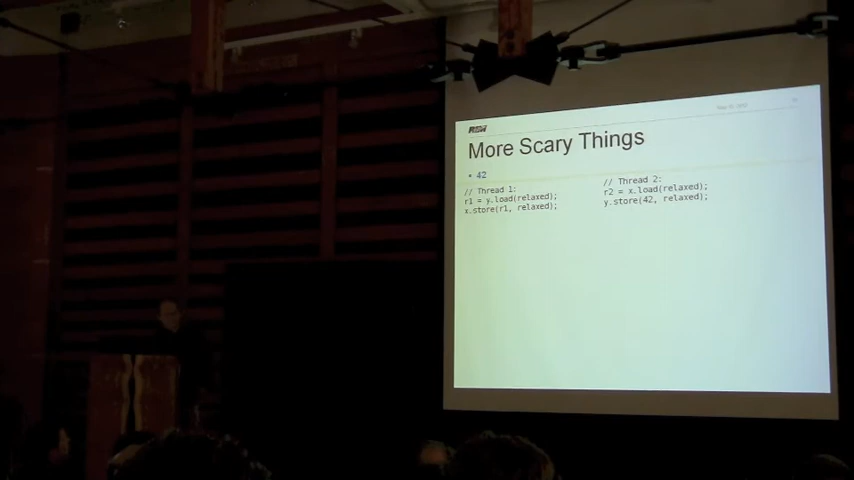 RIM
More Scary Things
• 42
// Thread 1:
r1 = y.load(relaxed);
x.store(r1, relaxed);
// Thread 2:
r2 = x.load(relaxed);
y.store(42, relaxed);